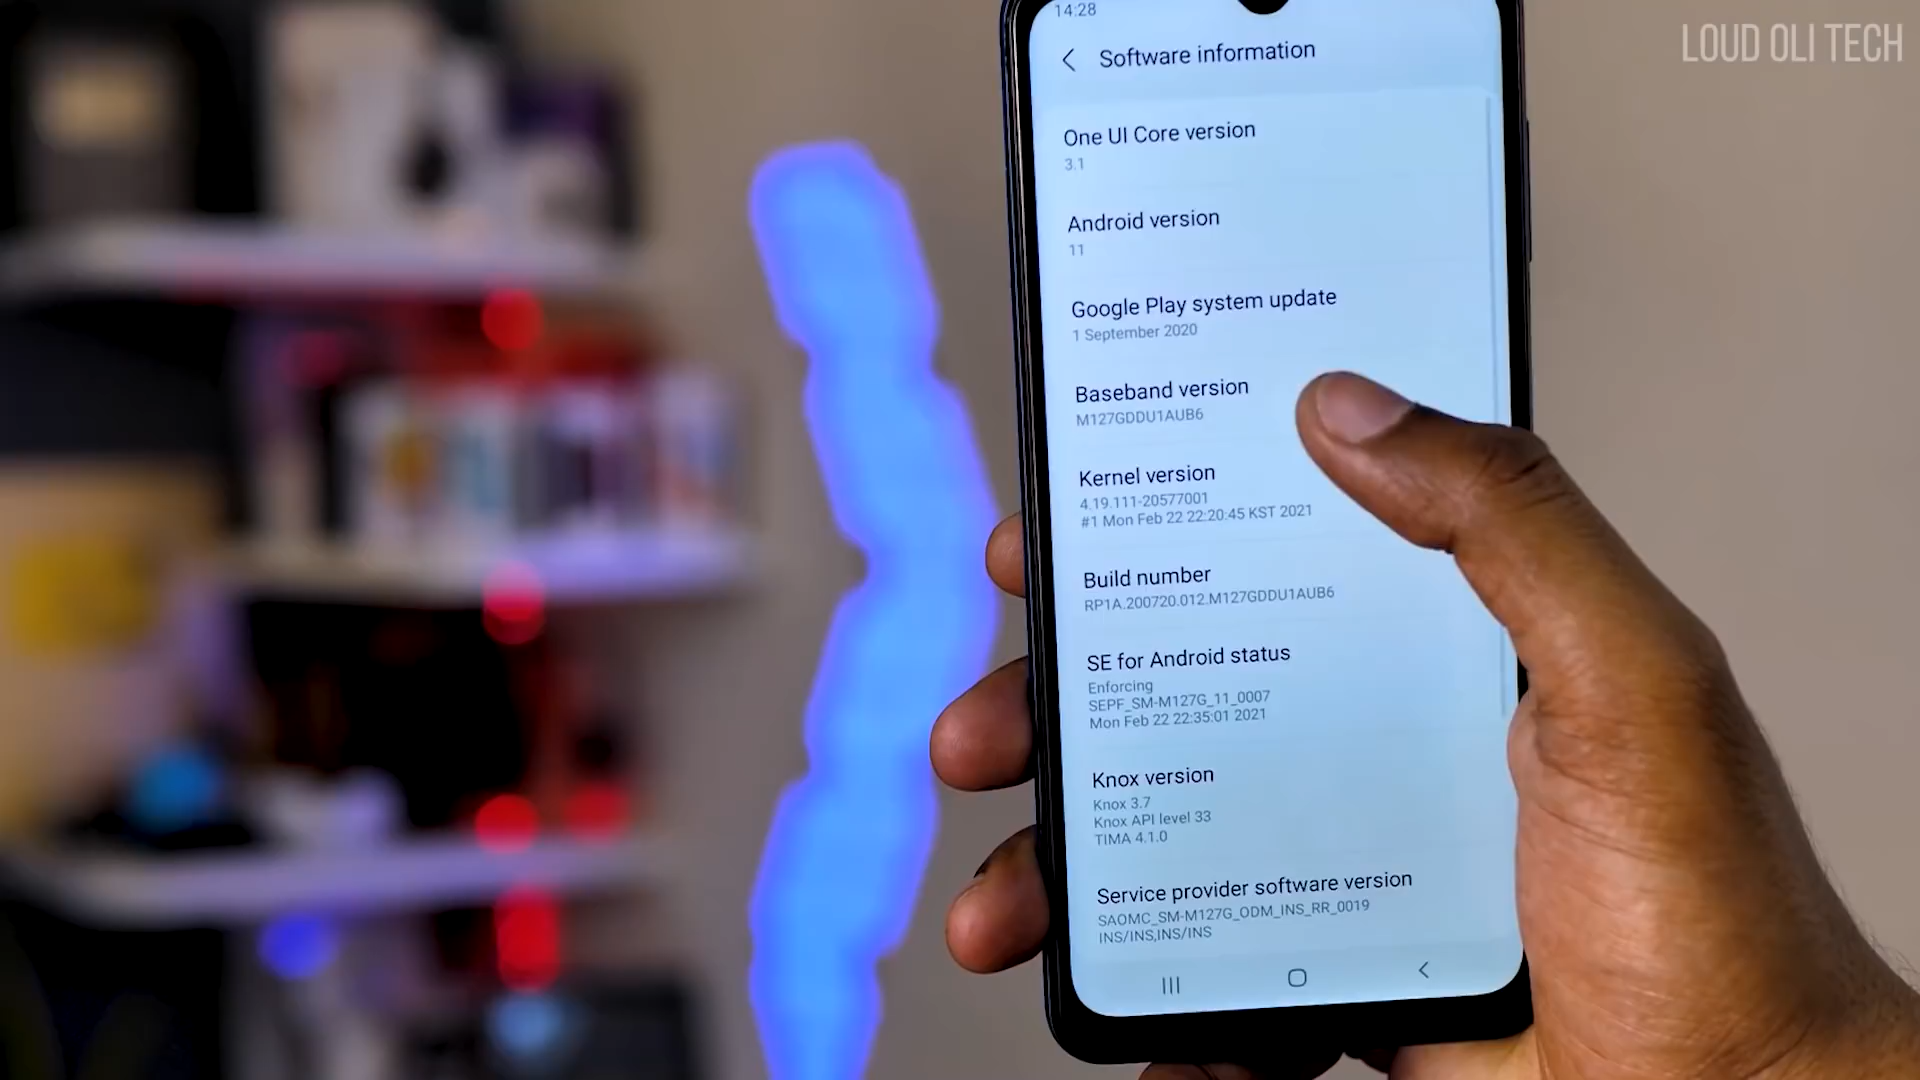 LOUD OLI TECH
14:28
Software information
One UI Core version
3.1
Android version
11
Google Play system update
1 September 2020
Baseband version
M127GDDU1AUB6
Kernel version
4.19.111-20577001
#1 Mon Feb 22 22:20:45 KST 2021
Build number
RP1A.200720.012.M127GDDU1AUB6
SE for Android status
Enforcing
SEPF_SM-M127G_11_0007
Mon Feb 22 22:35:01 2021
Knox version
Knox 3.7
Knox API level 33
TIMA 4.1.0
Service provider software version
SAOMC_SM-M127G_ODM_INS_RR_0019
INS/INS,INS/INS